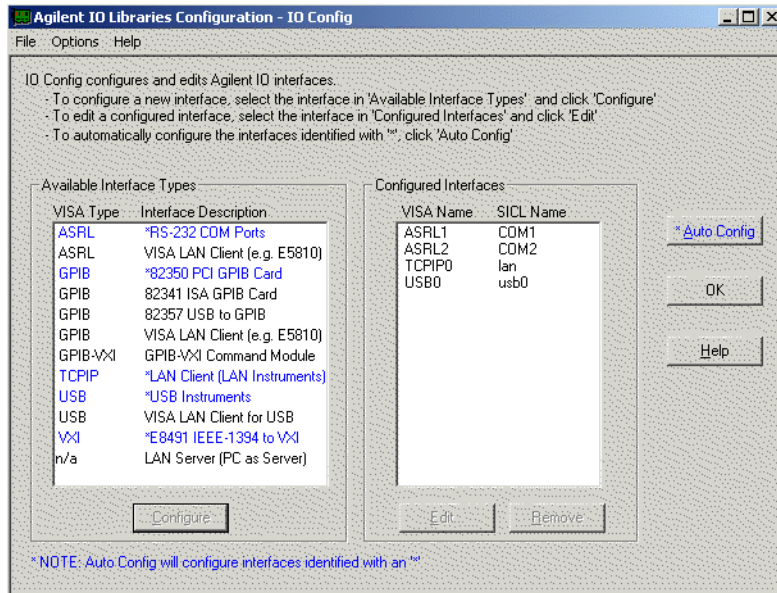 Agilent IO Libraries Configuration - IO Config
File Options Help
IO Config configures and edits Agilent IO interfaces.
- To configure a new interface, select the interface in 'Available Interface Types' and click 'Configure'
- To edit a configured interface, select the interface in 'Configured Interfaces' and click 'Edit'
- To automatically configure the interfaces identified with '*', click 'Auto Config'
Available Interface Types
VISA Type Interface Description
ASRL *RS-232 COM Ports
ASRL VISA LAN Client (e.g. E5810)
GPIB *82350 PCI GPIB Card
GPIB 82341 ISA GPIB Card
GPIB 82357 USB to GPIB
GPIB VISA LAN Client (e.g. E5810)
GPIB-VXI GPIB-VXI Command Module
TCPIP *LAN Client (LAN Instruments)
USB *USB Instruments
USB VISA LAN Client for USB
VXI *E8491 IEEE-1394 to VXI
n/a LAN Server (PC as Server)
Configure
Configured Interfaces
VISA Name SICL Name
ASRL1 COM1
ASRL2 COM2
TCPIP0 lan
USB0 usb0
Edit Remove
* Auto Config
OK
Help
* NOTE: Auto Config will configure interfaces identified with an '*'